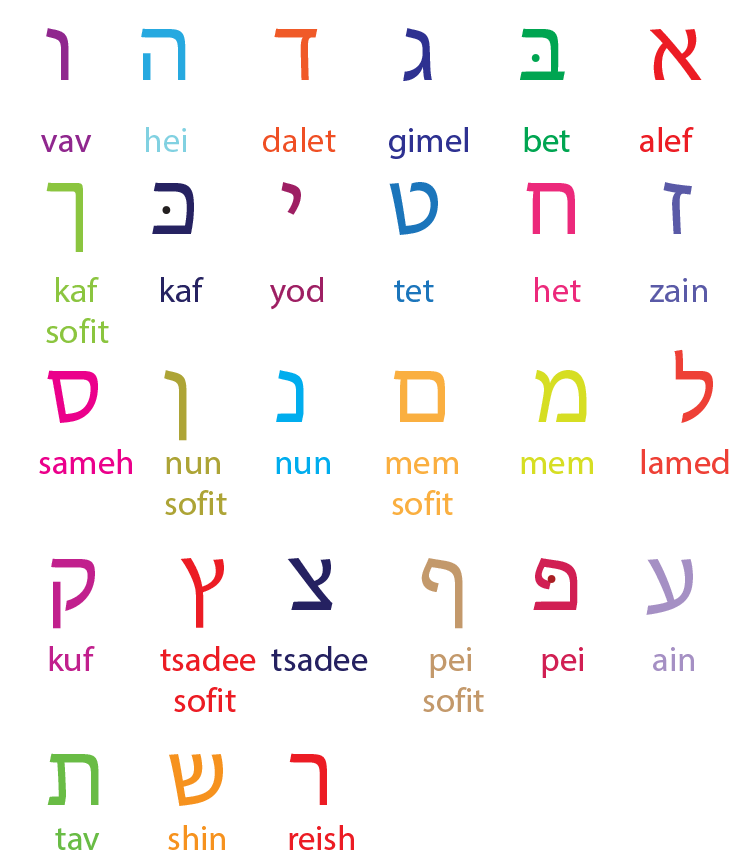 א בּ ג ד ה ו
vav hei dalet gimel bet alef
ז ח ט י כּ ך
kaf kaf yod tet het zain
sofit
ל מ ם נ ן ס
sameh nun nun mem mem lamed
sofit sofit
ע פּ ף צ ץ ק
kuf tsadee tsadee pei pei ain
sofit sofit
ר ש ת
tav shin reish